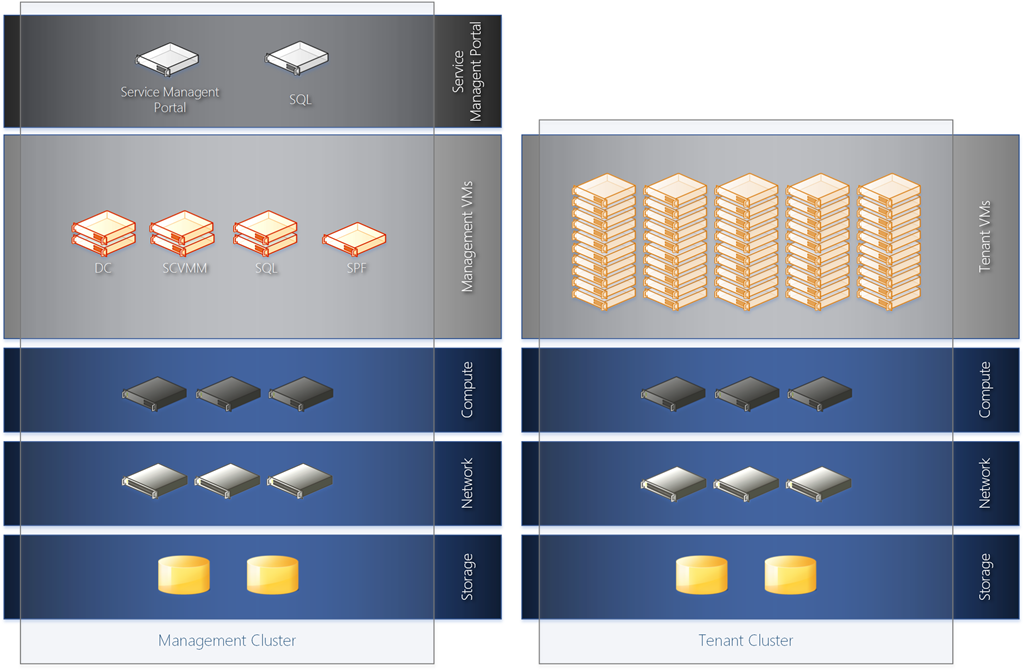 Service Managent
Portal
SQL
Service
Managent Portal
DC
SCVMM
SQL
SPF
Management VMs
Compute
Network
Storage
Management Cluster
Tenant VMs
Compute
Network
Storage
Tenant Cluster